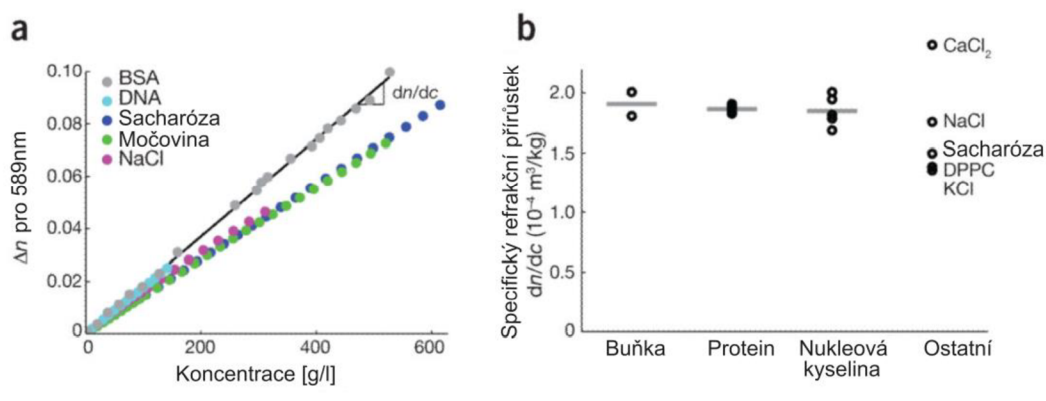 a
0.10
0.08
0.06
0.04
0.02
0
Δn pro 589nm
BSA
DNA
Sacharóza
Močovina
NaCl
dn/dc
0
200
400
600
Koncentrace [g/l]
b
Specifický refrakční přírůstek
dn/dc (10⁻⁴ m³/kg)
2.0
1.5
1.0
0.5
0
CaCl₂
NaCl
Sacharóza
DPPC
KCl
Buňka
Protein
Nukleová
kyselina
Ostatní